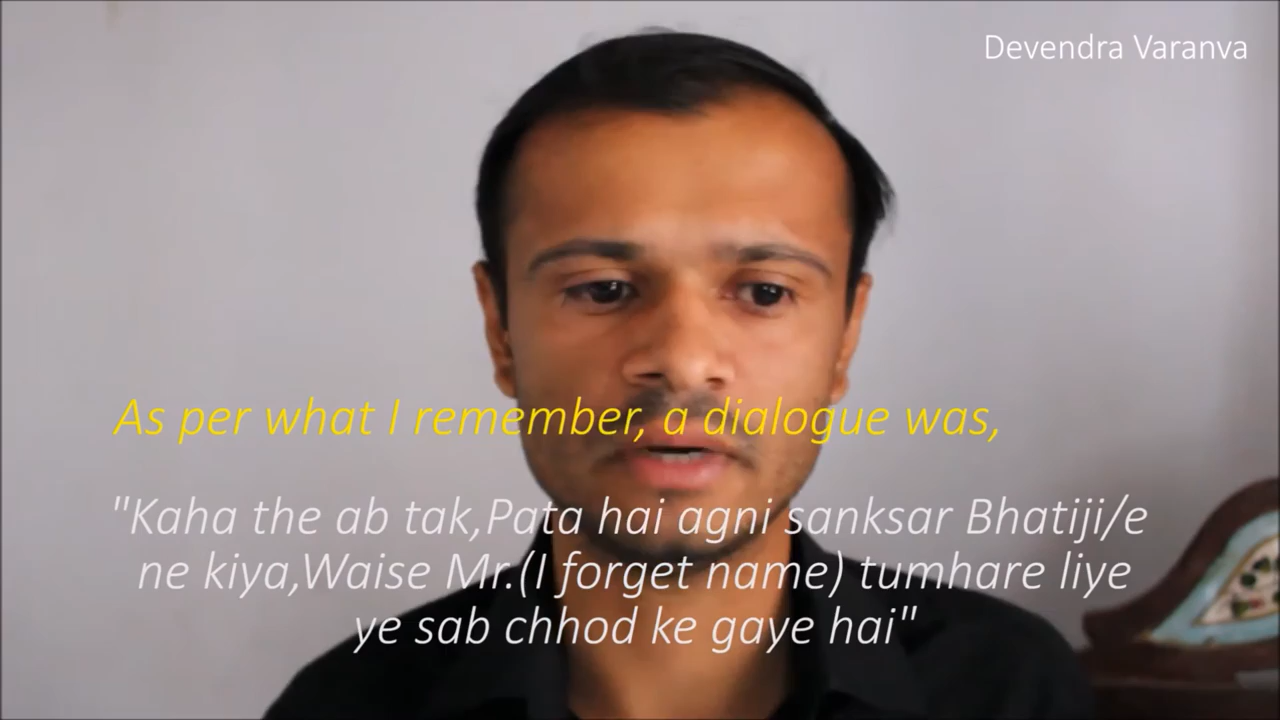 Devendra Varanva
As per what I remember, a dialogue was,
"Kaha the ab tak,Pata hai agni sanksar Bhatiji/e
ne kiya,Waise Mr.(I forget name) tumhare liye
ye sab chhod ke gaye hai"